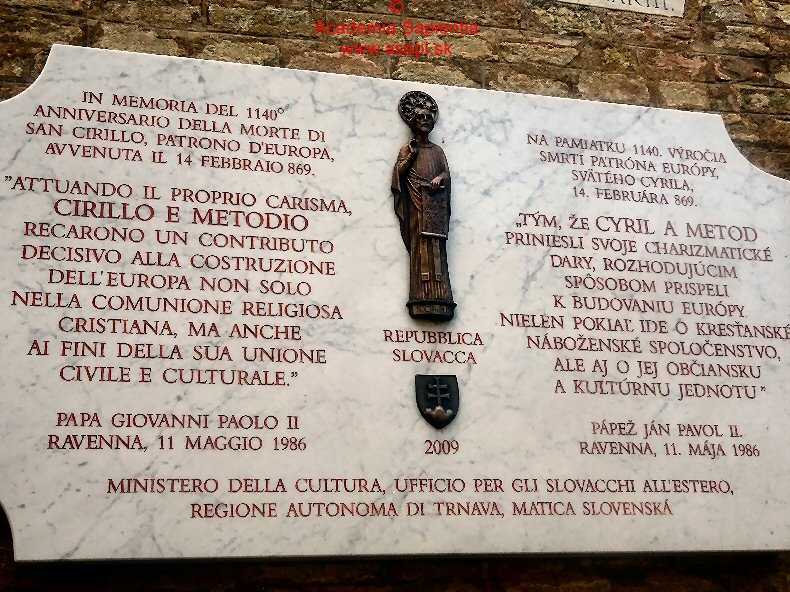 ©
Academia Sapientia
www.asapi.sk
IN MEMORIA DEL 1140°
ANNIVERSARIO DELLA MORTE DI
SAN CIRILLO, PATRONO D'EUROPA,
AVVENUTA IL 14 FEBBRAIO 869.
"ATTUANDO IL PROPRIO CARISMA,
CIRILLO E METODIO
RECARONO UN CONTRIBUTO
DECISIVO ALLA COSTRUZIONE
DELL'EUROPA NON SOLO
NELLA COMUNIONE RELIGIOSA
CRISTIANA, MA ANCHE
AI FINI DELLA SUA UNIONE
CIVILE E CULTURALE."
PAPA GIOVANNI PAOLO II
RAVENNA, 11 MAGGIO 1986
REPUBBLICA
SLOVACCA
2009
NA PAMIATKU 1140. VÝROČIA
SMRTI PATRÓNA EURÓPY,
SVÄTÉHO CYRILA,
14. FEBRUÁRA 869.
„TÝM, ŽE CYRIL A METOD
PRINIESLI SVOJE CHARIZMATICKÉ
DARY, ROZHODUJÚCIM
SPÔSOBOM PRISPELI
K BUDOVANIU EURÓPY,
NIELEN POKIAĽ IDE O KRESŤANSKÉ
NÁBOŽENSKÉ SPOLOČENSTVO,
ALE AJ O JEJ OBČIANSKU
A KULTÚRNU JEDNOTU"
PÁPEŽ JÁN PAVOL II.
RAVENNA, 11. MÁJA 1986
MINISTERO DELLA CULTURA, UFFICIO PER GLI SLOVACCHI ALL'ESTERO,
REGIONE AUTONOMA DI TRNAVA, MATICA SLOVENSKÁ